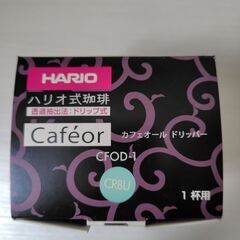 HARIO
ハリオ式珈琲
透過抽出法:ドリップ式
Caféor
カフェオール ドリッパー
CFOD-1
CRBU
1杯用